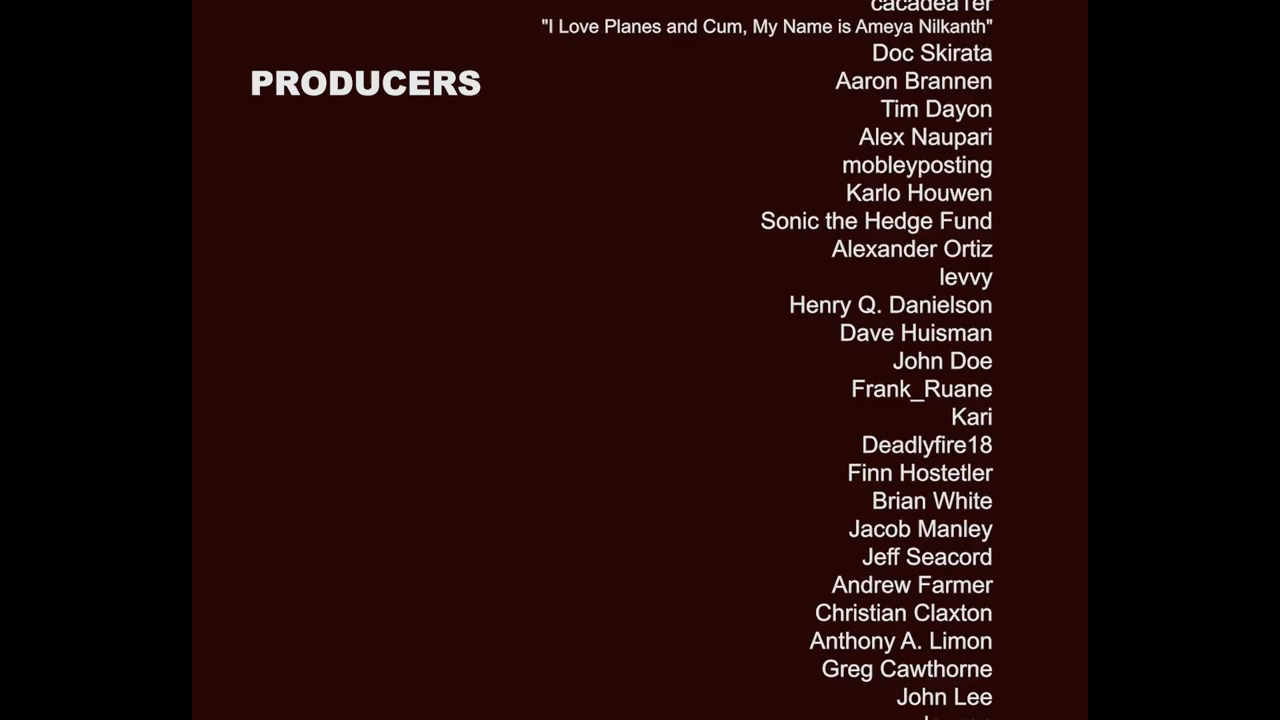 cacadea1er
"I Love Planes and Cum, My Name is Ameya Nilkanth"
Doc Skirata
PRODUCERS
Aaron Brannen
Tim Dayon
Alex Naupari
mobleyposting
Karlo Houwen
Sonic the Hedge Fund
Alexander Ortiz
levvy
Henry Q. Danielson
Dave Huisman
John Doe
Frank_Ruane
Kari
Deadlyfire18
Finn Hostetler
Brian White
Jacob Manley
Jeff Seacord
Andrew Farmer
Christian Claxton
Anthony A. Limon
Greg Cawthorne
John Lee